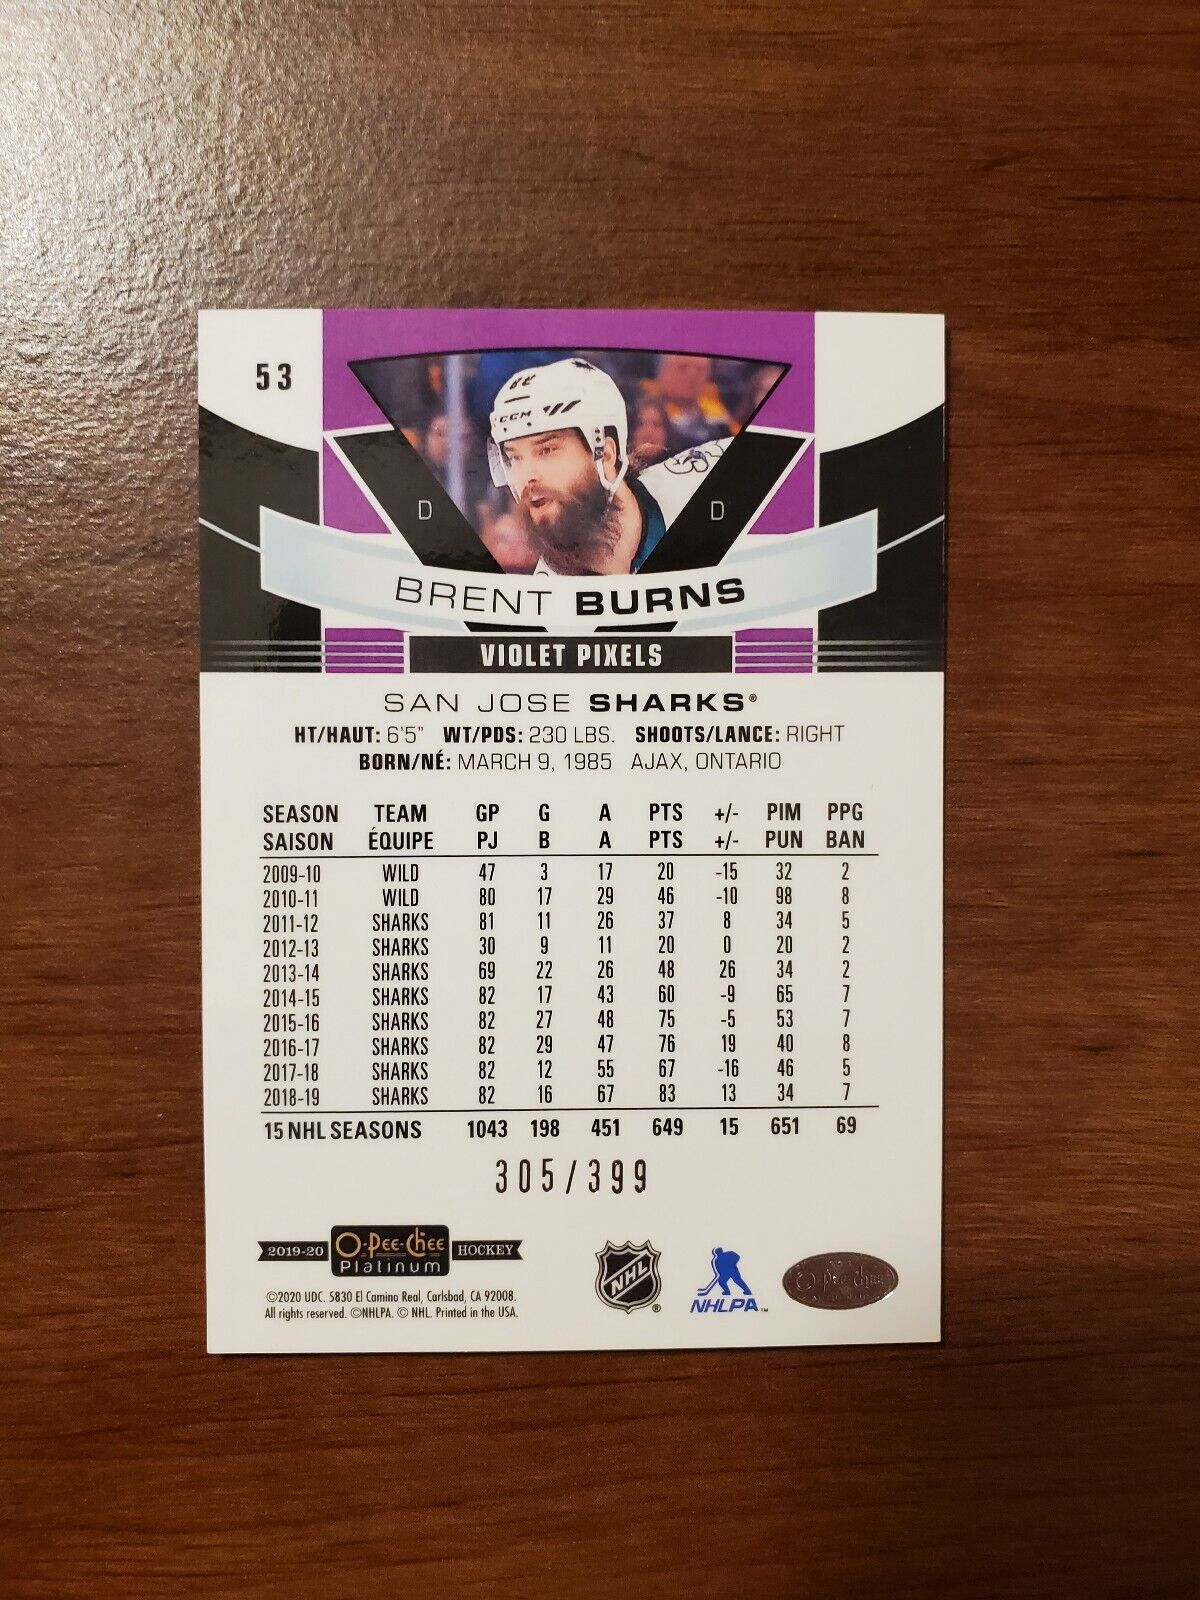 53
88
CCM
D D
BRENT BURNS
VIOLET PIXELS
SAN JOSE SHARKS®
HT/HAUT: 6'5" WT/PDS: 230 LBS. SHOOTS/LANCE: RIGHT
BORN/NÉ: MARCH 9, 1985 AJAX, ONTARIO
SEASON TEAM GP G A PTS +/- PIM PPG
SAISON ÉQUIPE PJ B A PTS +/- PUN BAN
2009-10 WILD 47 3 17 20 -15 32 2
2010-11 WILD 80 17 29 46 -10 98 8
2011-12 SHARKS 81 11 26 37 8 34 5
2012-13 SHARKS 30 9 11 20 0 20 2
2013-14 SHARKS 69 22 26 48 26 34 2
2014-15 SHARKS 82 17 43 60 -9 65 7
2015-16 SHARKS 82 27 48 75 -5 53 7
2016-17 SHARKS 82 29 47 76 19 40 8
2017-18 SHARKS 82 12 55 67 -16 46 5
2018-19 SHARKS 82 16 67 83 13 34 7
15 NHL SEASONS 1043 198 451 649 15 651 69
305/399
2019-20 O-Pee-Chee Platinum HOCKEY
NHL ®
NHLPA™
O-Pee-Chee
©2020 UDC. 5830 El Camino Real, Carlsbad, CA 92008.
All rights reserved. ©NHLPA. © NHL. Printed in the USA.